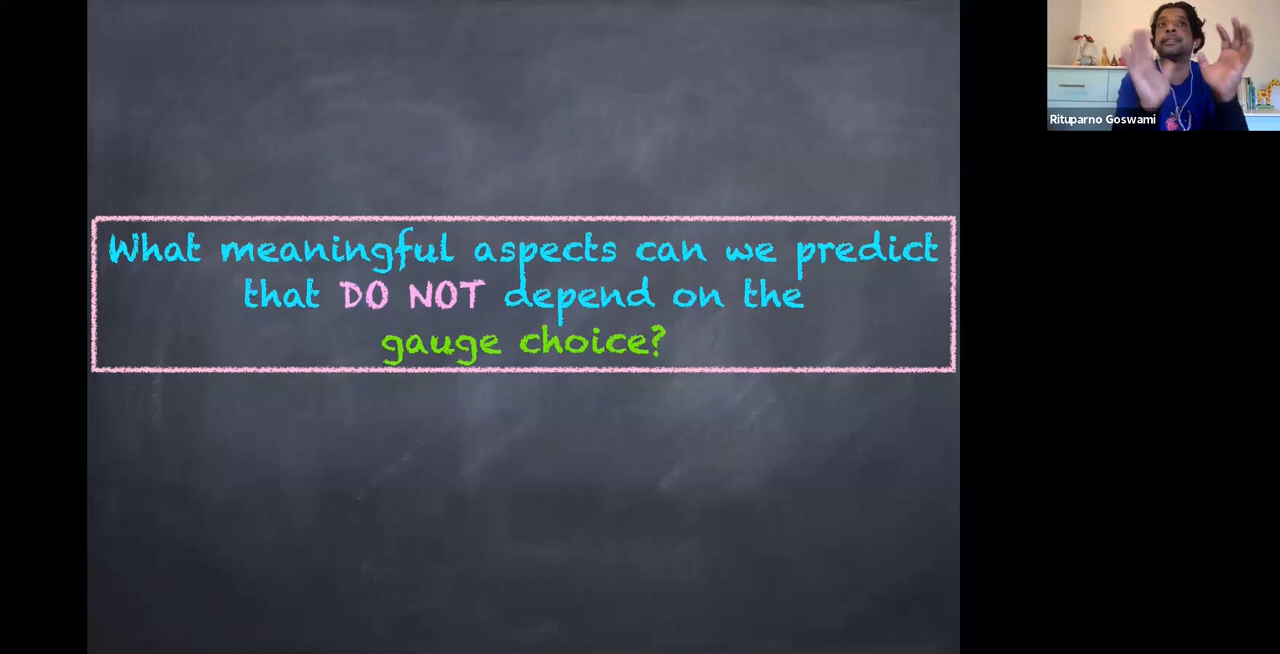 What meaningful aspects can we predict
that DO NOT depend on the
gauge choice?
Rituparno Goswami